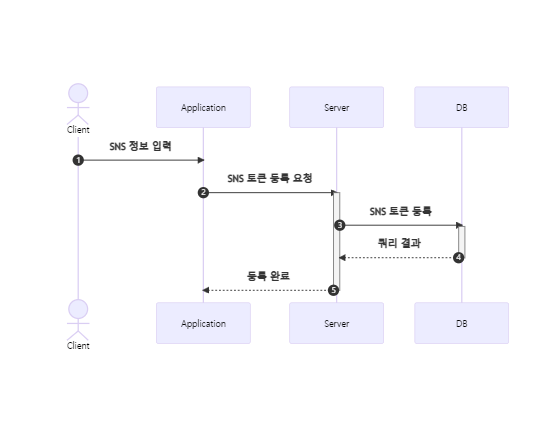 Client
Application
Server
DB
SNS 정보 입력
1
SNS 토큰 등록 요청
2
SNS 토큰 등록
3
쿼리 결과
4
등록 완료
5
Client
Application
Server
DB